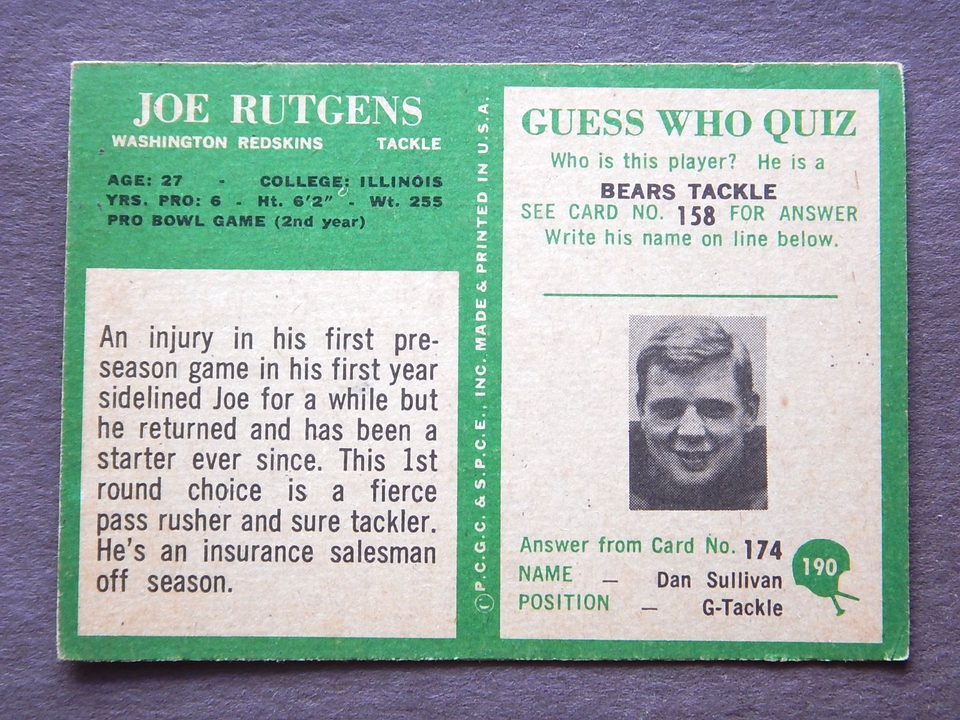 JOE RUTGENS
WASHINGTON REDSKINS TACKLE
AGE: 27 - COLLEGE: ILLINOIS
YRS. PRO: 6 - Ht. 6'2" - Wt. 255
PRO BOWL GAME (2nd year)
An injury in his first pre-
season game in his first year
sidelined Joe for a while but
he returned and has been a
starter ever since. This 1st
round choice is a fierce
pass rusher and sure tackler.
He's an insurance salesman
off season.
© P.C.G.C. & S.P.C.E., INC. MADE & PRINTED IN U.S.A.
GUESS WHO QUIZ
Who is this player? He is a
BEARS TACKLE
SEE CARD NO. 158 FOR ANSWER
Write his name on line below.
Answer from Card No. 174
NAME — Dan Sullivan
POSITION — G-Tackle
190